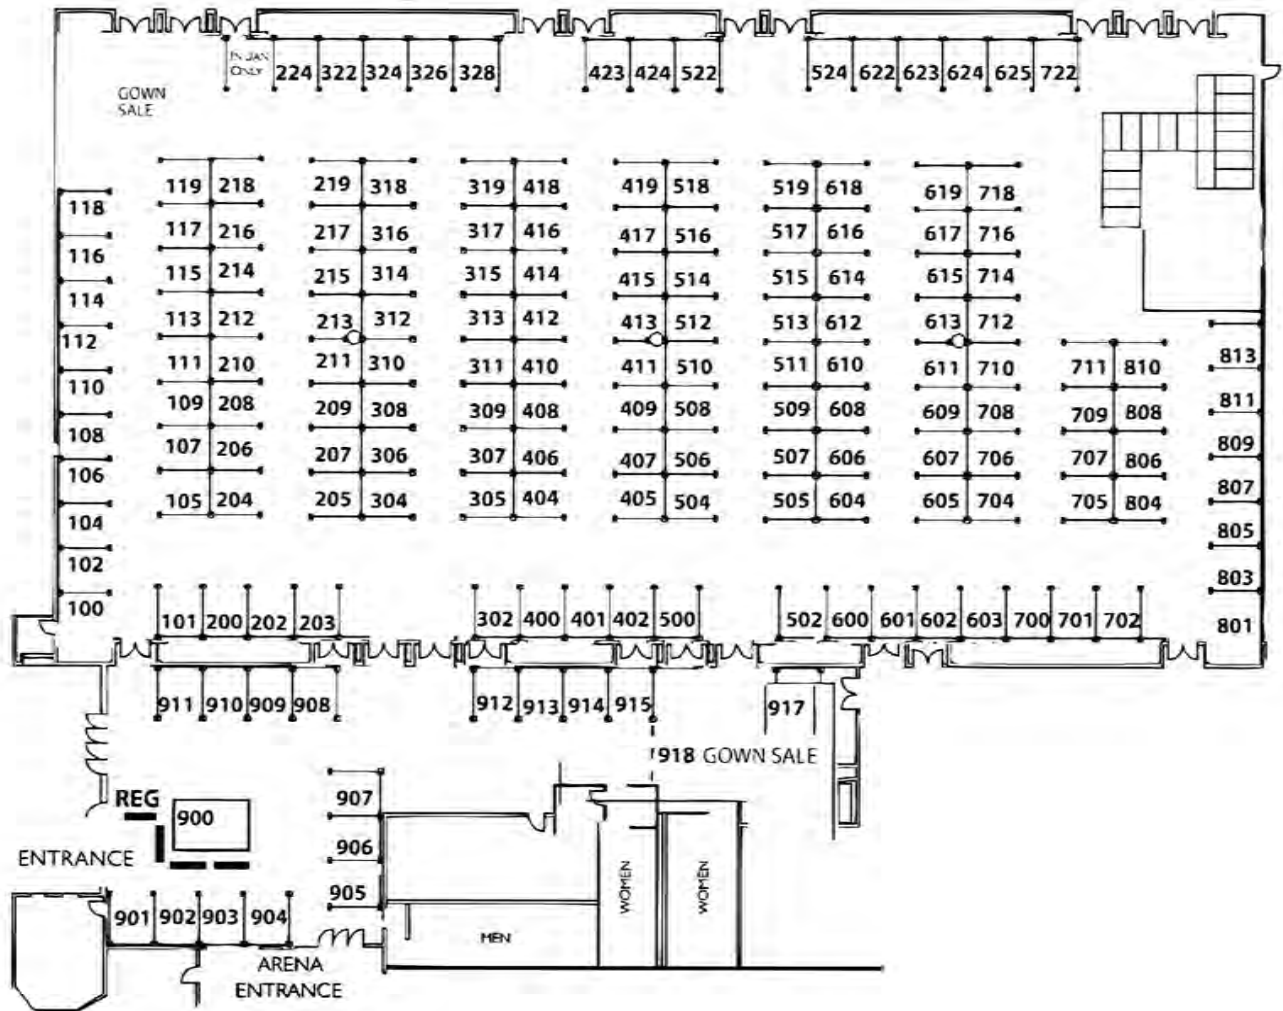 IN JAN
ONLY
224 322 324 326 328
423 424 522
524 622 623 624 625 722
GOWN
SALE
119 218 219 318 319 418 419 518 519 618 619 718
118
117 216 217 316 317 416 417 516 517 616 617 716
116
115 214 215 314 315 414 415 514 515 614 615 714
114
113 212 213 312 313 412 413 512 513 612 613 712
112
111 210 211 310 311 410 411 510 511 610 611 710 711 810
813
110
109 208 209 308 309 408 409 508 509 608 609 708 709 808
811
108
107 206 207 306 307 406 407 506 507 606 607 706 707 806
809
106
807
105 204 205 304 305 404 405 504 505 604 605 704 705 804
104
805
102
803
100
101 200 202 203
302 400 401 402 500
502 600 601 602 603 700 701 702
801
911 910 909 908
912 913 914 915
917
918 GOWN SALE
REG
900
907
906
905
ENTRANCE
WOMEN
WOMEN
901 902 903 904
MEN
ARENA
ENTRANCE